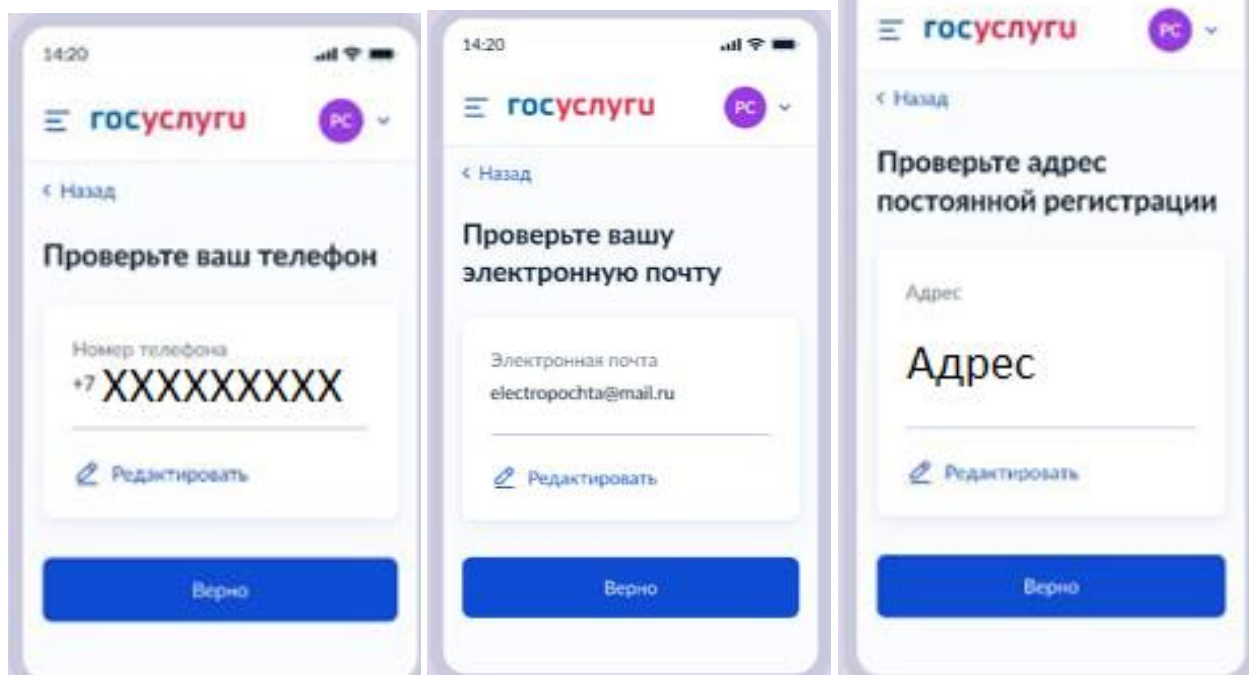 14:20
госуслуги
РС
Назад
Проверьте ваш телефон
Номер телефона
+7 XXXXXXXXX
Редактировать
Верно
14:20
госуслуги
РС
Назад
Проверьте вашу
электронную почту
Электронная почта
electropochta@mail.ru
Редактировать
Верно
госуслуги
РС
Назад
Проверьте адрес
постоянной регистрации
Адрес
Адрес
Редактировать
Верно